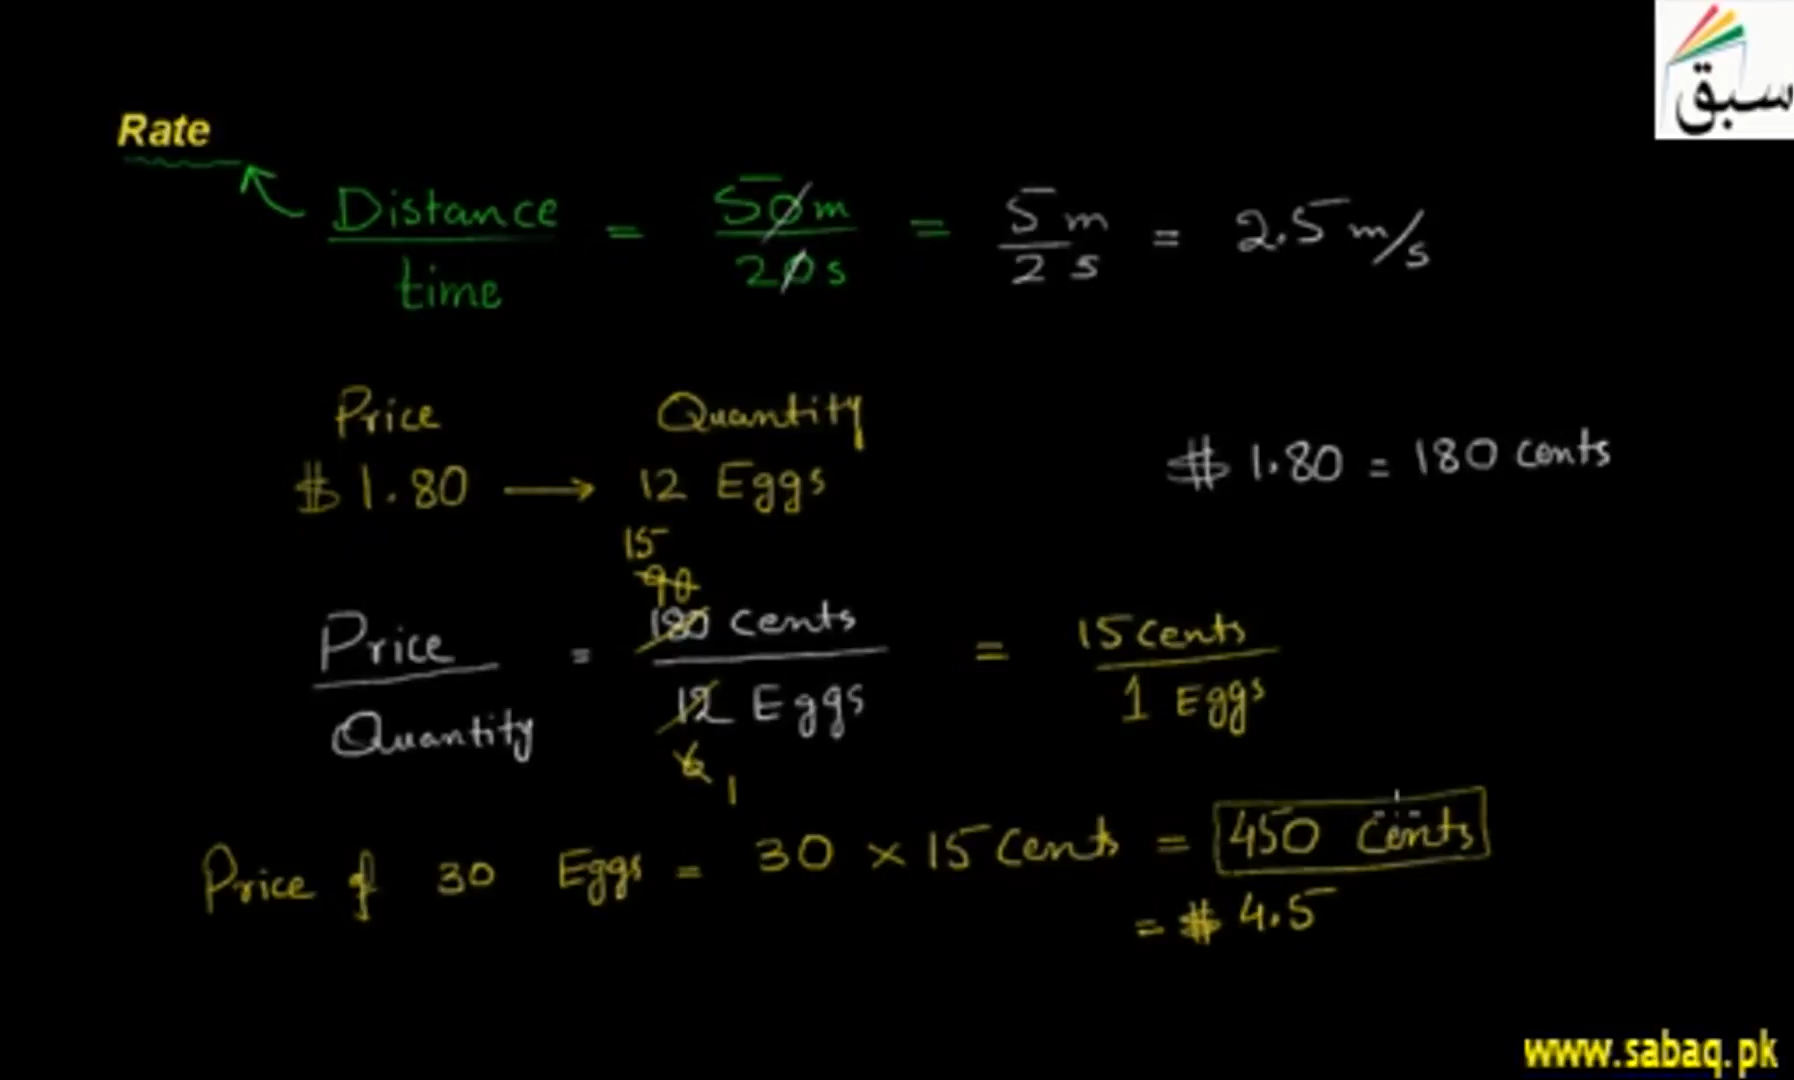 سبق
Rate
Distance / time = 50m / 20s = 5m / 2s = 2.5 m/s
Price Quantity
$ 1.80 → 12 Eggs $ 1.80 = 180 cents
15
90
Price / Quantity = 180 cents / 12 Eggs = 15 cents / 1 Eggs
6 1
Price of 30 Eggs = 30 × 15 Cents = 450 Cents
= $ 4.5
www.sabaq.pk